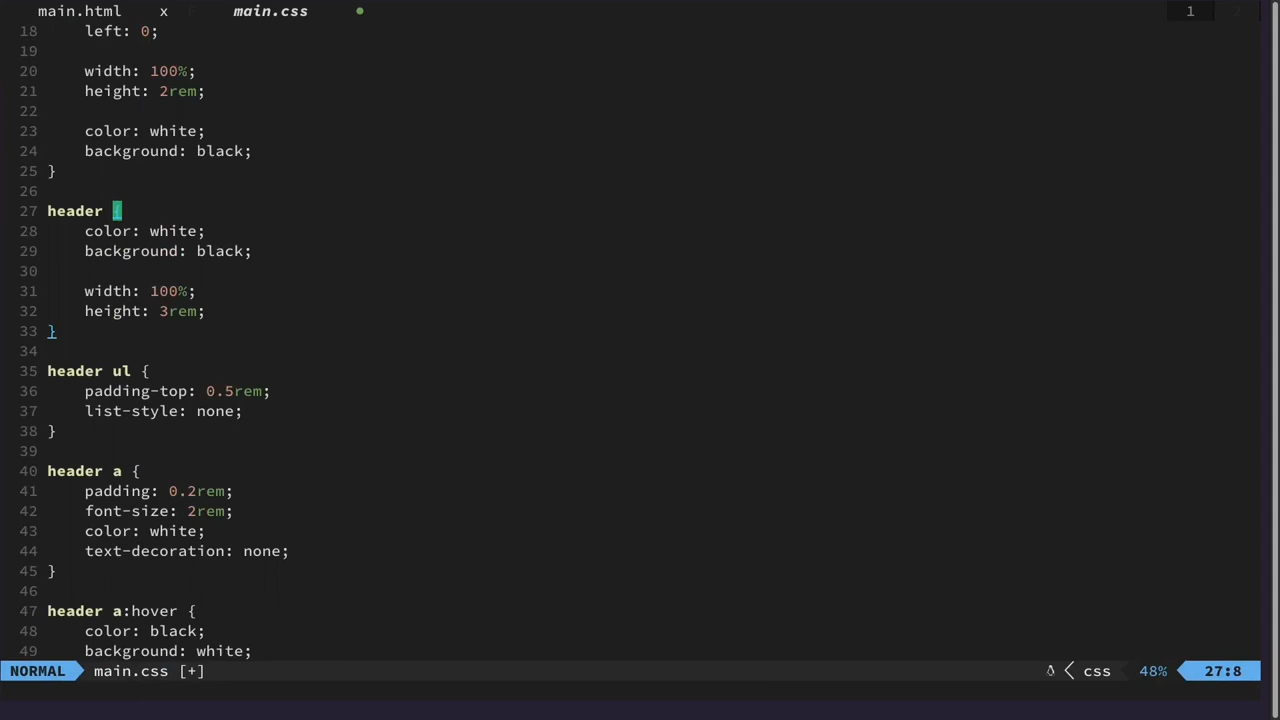 main.html x main.css 1
18 left: 0;
19
20 width: 100%;
21 height: 2rem;
22
23 color: white;
24 background: black;
25 }
26
27 header {
28 color: white;
29 background: black;
30
31 width: 100%;
32 height: 3rem;
33 }
34
35 header ul {
36 padding-top: 0.5rem;
37 list-style: none;
38 }
39
40 header a {
41 padding: 0.2rem;
42 font-size: 2rem;
43 color: white;
44 text-decoration: none;
45 }
46
47 header a:hover {
48 color: black;
49 background: white;
NORMAL main.css [+] css 48% 27:8